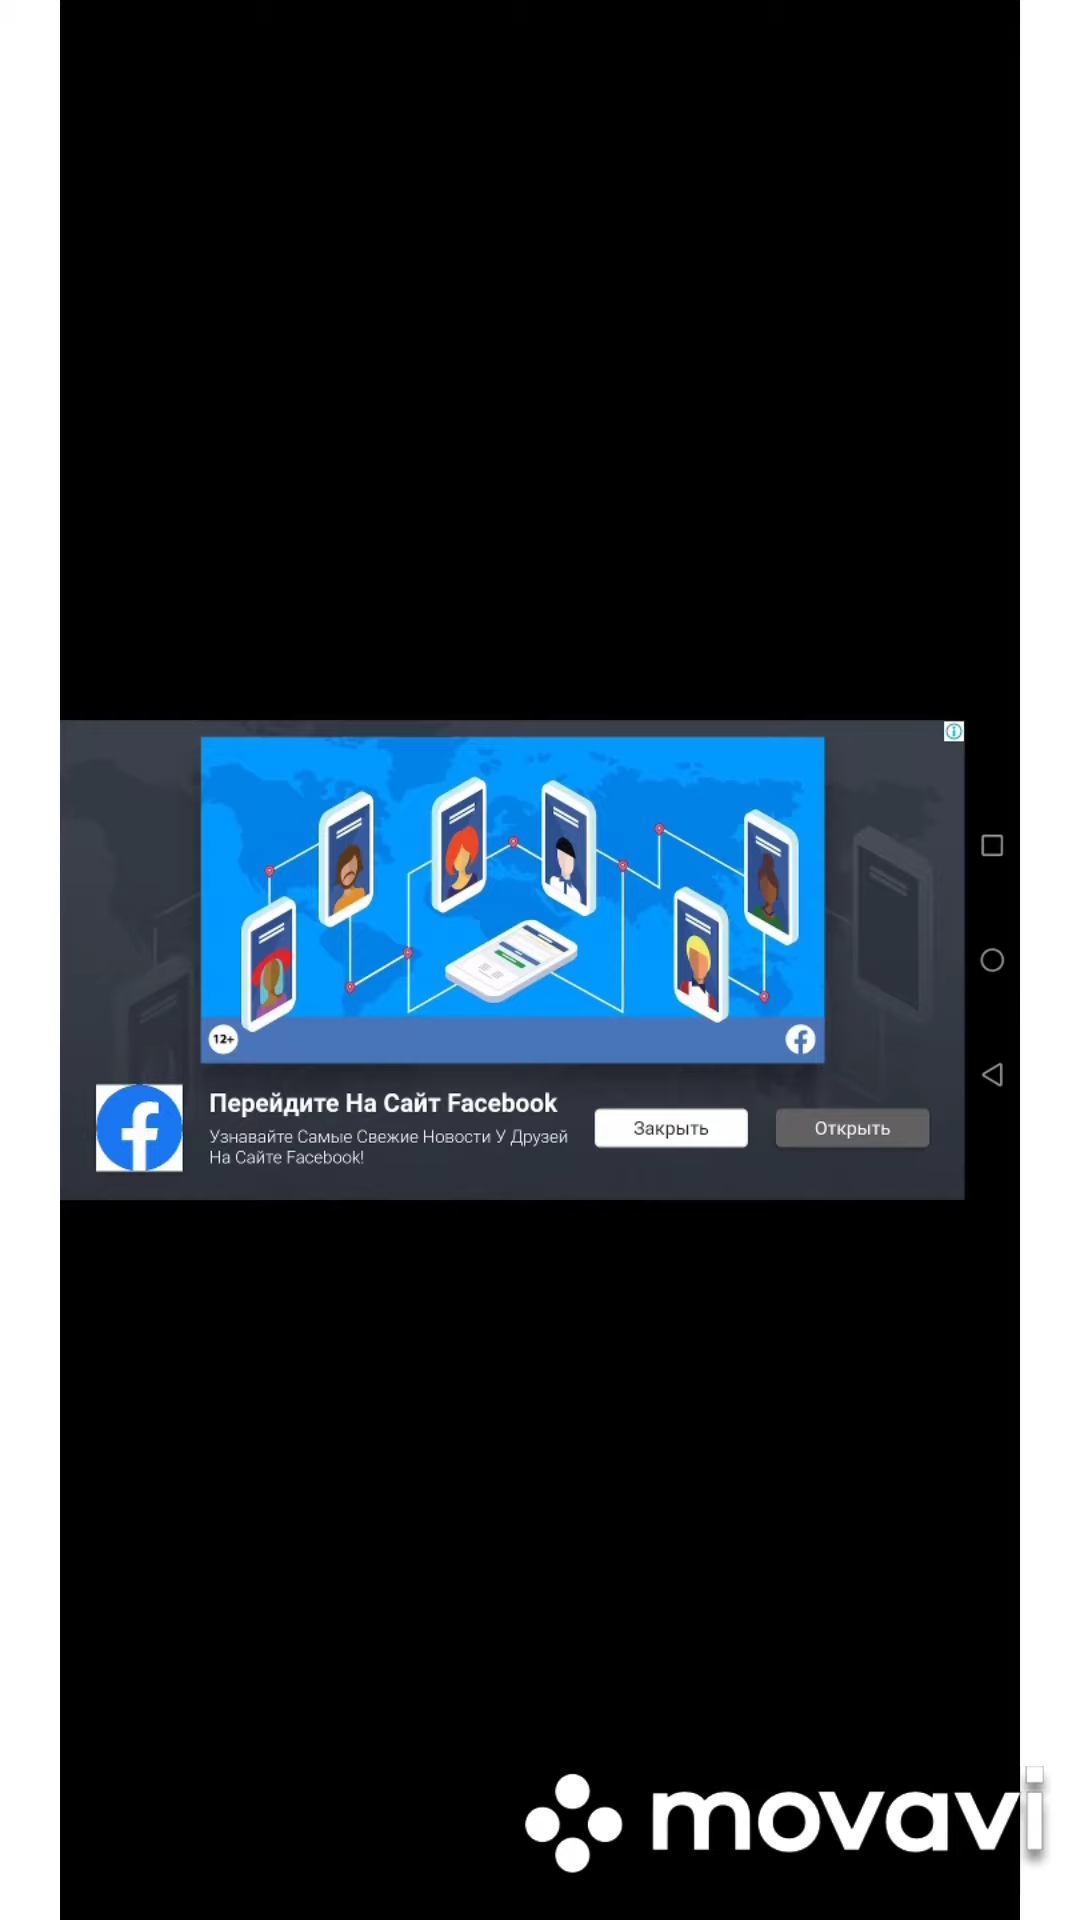 12+
Перейдите На Сайт Facebook
Узнавайте Самые Свежие Новости У Друзей
На Сайте Facebook!
Закрыть
Открыть
movavi